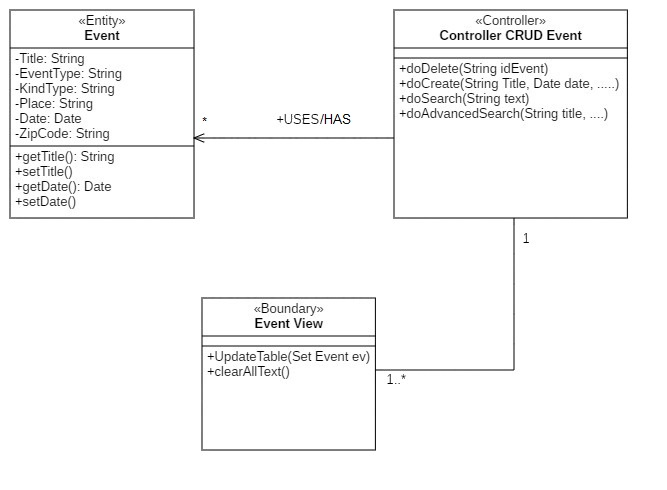 «Entity»
Event
-Title: String
-EventType: String
-KindType: String
-Place: String
-Date: Date
-ZipCode: String
+getTitle(): String
+setTitle()
+getDate(): Date
+setDate()
*
+USES/HAS
«Controller»
Controller CRUD Event
+doDelete(String idEvent)
+doCreate(String Title, Date date, .....)
+doSearch(String text)
+doAdvancedSearch(String title, ....)
1
«Boundary»
Event View
+UpdateTable(Set Event ev)
+clearAllText()
1..*